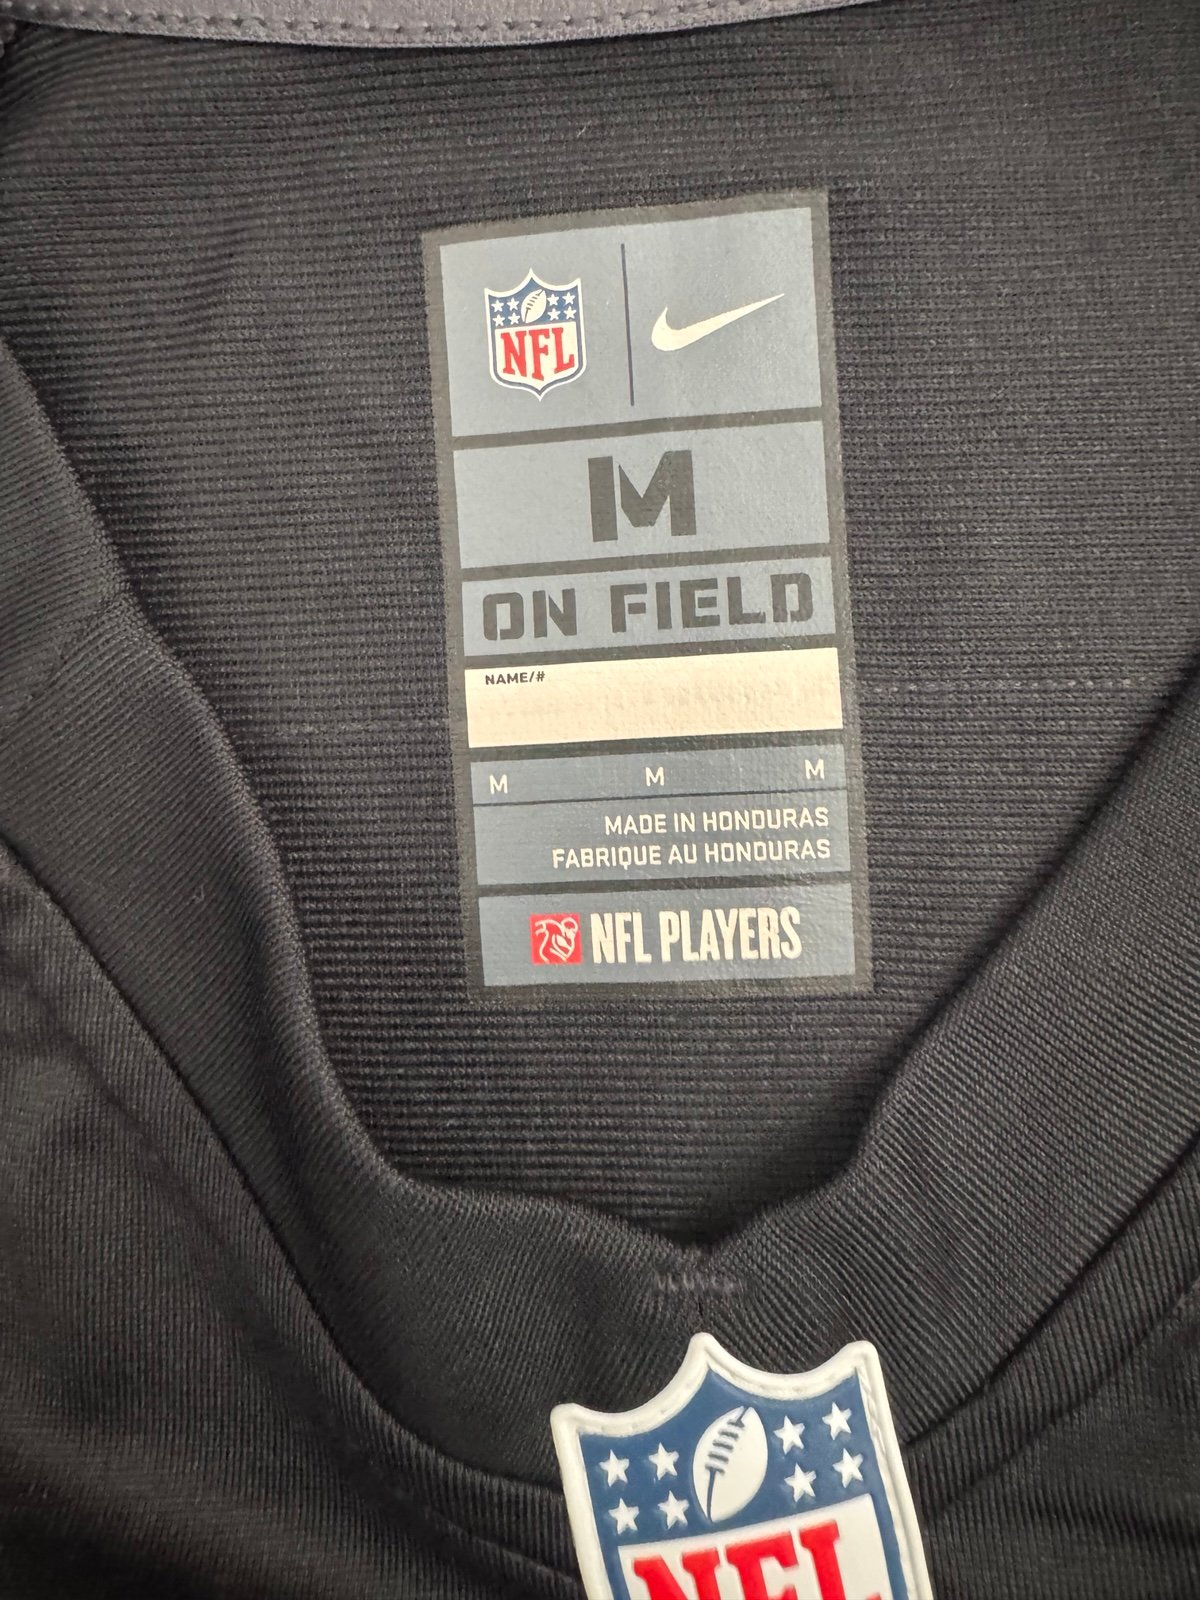 NFL
M
ON FIELD
NAME/#
M M M
MADE IN HONDURAS
FABRIQUE AU HONDURAS
NFL PLAYERS
NFL